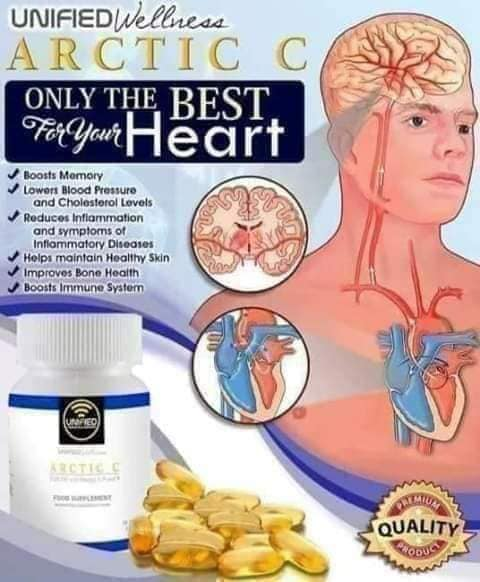 UNIFIED Wellness
ARCTIC C
ONLY THE BEST
For Your Heart
Boosts Memory
Lowers Blood Pressure
and Cholesterol Levels
Reduces Inflammation
and symptoms of
Inflammatory Diseases
Helps maintain Healthy Skin
Improves Bone Health
Boosts Immune System
UNIFIED
ARCTIC C
FOOD SUPPLEMENT
PREMIUM
QUALITY
PRODUCT